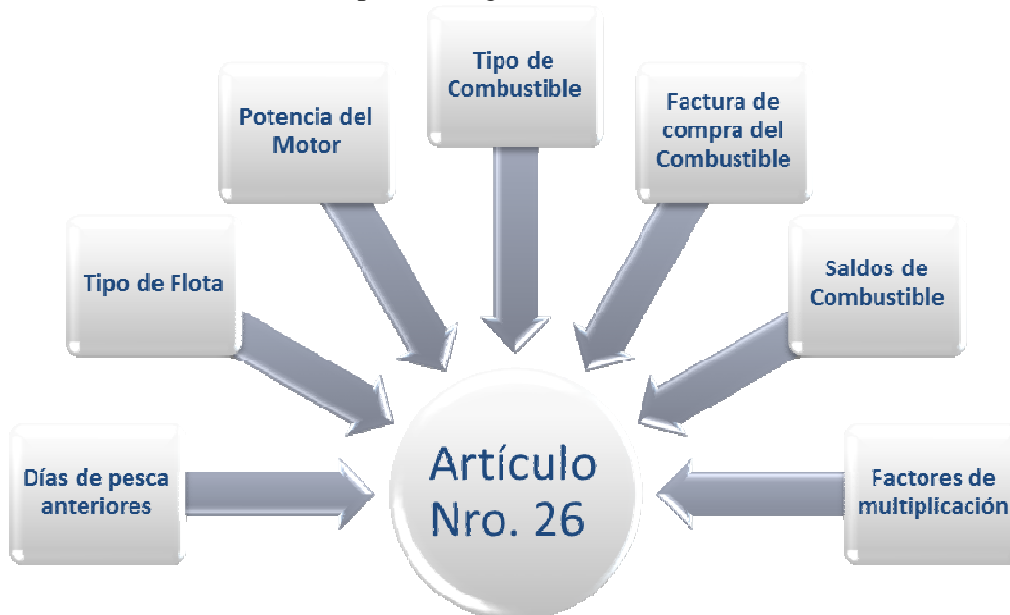 Tipo de
Combustible
Potencia del
Motor
Factura de
compra del
Combustible
Tipo de Flota
Saldos de
Combustible
Días de pesca
anteriores
Artículo
Nro. 26
Factores de
multiplicación